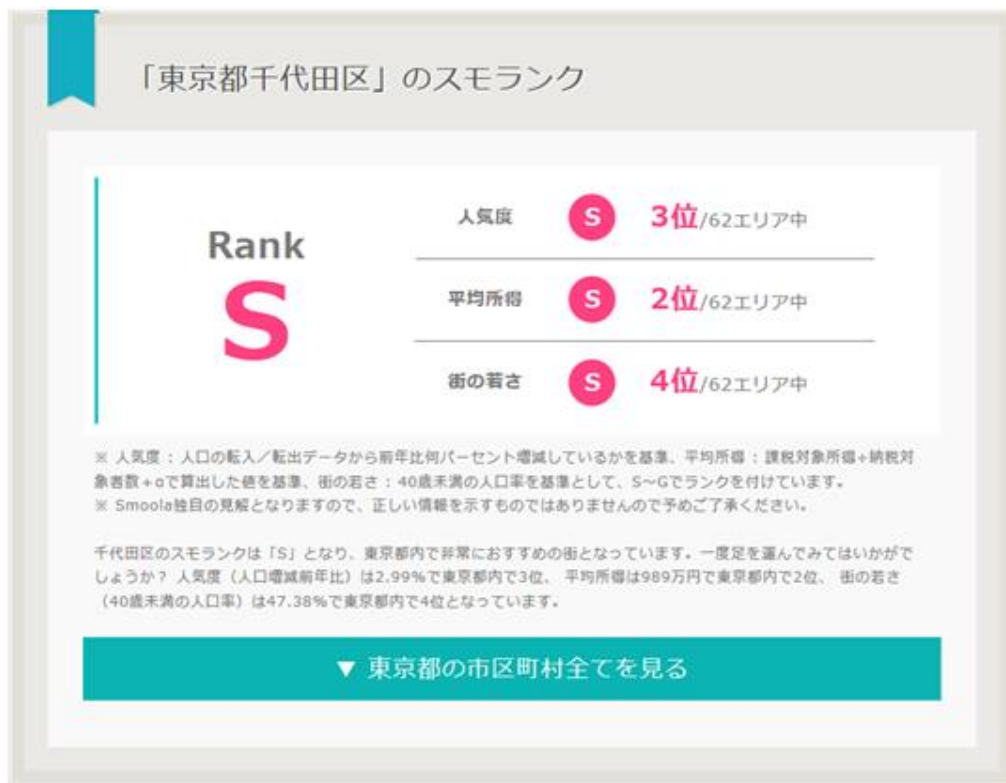 「東京都千代田区」のスモランク
Rank
S
人気度 S 3位/62エリア中
平均所得 S 2位/62エリア中
街の若さ S 4位/62エリア中
※ 人気度 : 人口の転入／転出データから前年比何パーセント増減しているかを基準、平均所得 : 課税対象所得÷納税対
象者数+αで算出した値を基準、街の若さ : 40歳未満の人口率を基準として、S〜Gでランクを付けています。
※ Smoola独自の見解となりますので、正しい情報を示すものではありませんので予めご了承ください。
千代田区のスモランクは「S」となり、東京都内で非常におすすめの街となっています。一度足を運んでみてはいかがで
しょうか？ 人気度（人口増減前年比）は2.99%で東京都内で3位、 平均所得は989万円で東京都内で2位、 街の若さ
（40歳未満の人口率）は47.38%で東京都内で4位となっています。
▼ 東京都の市区町村全てを見る